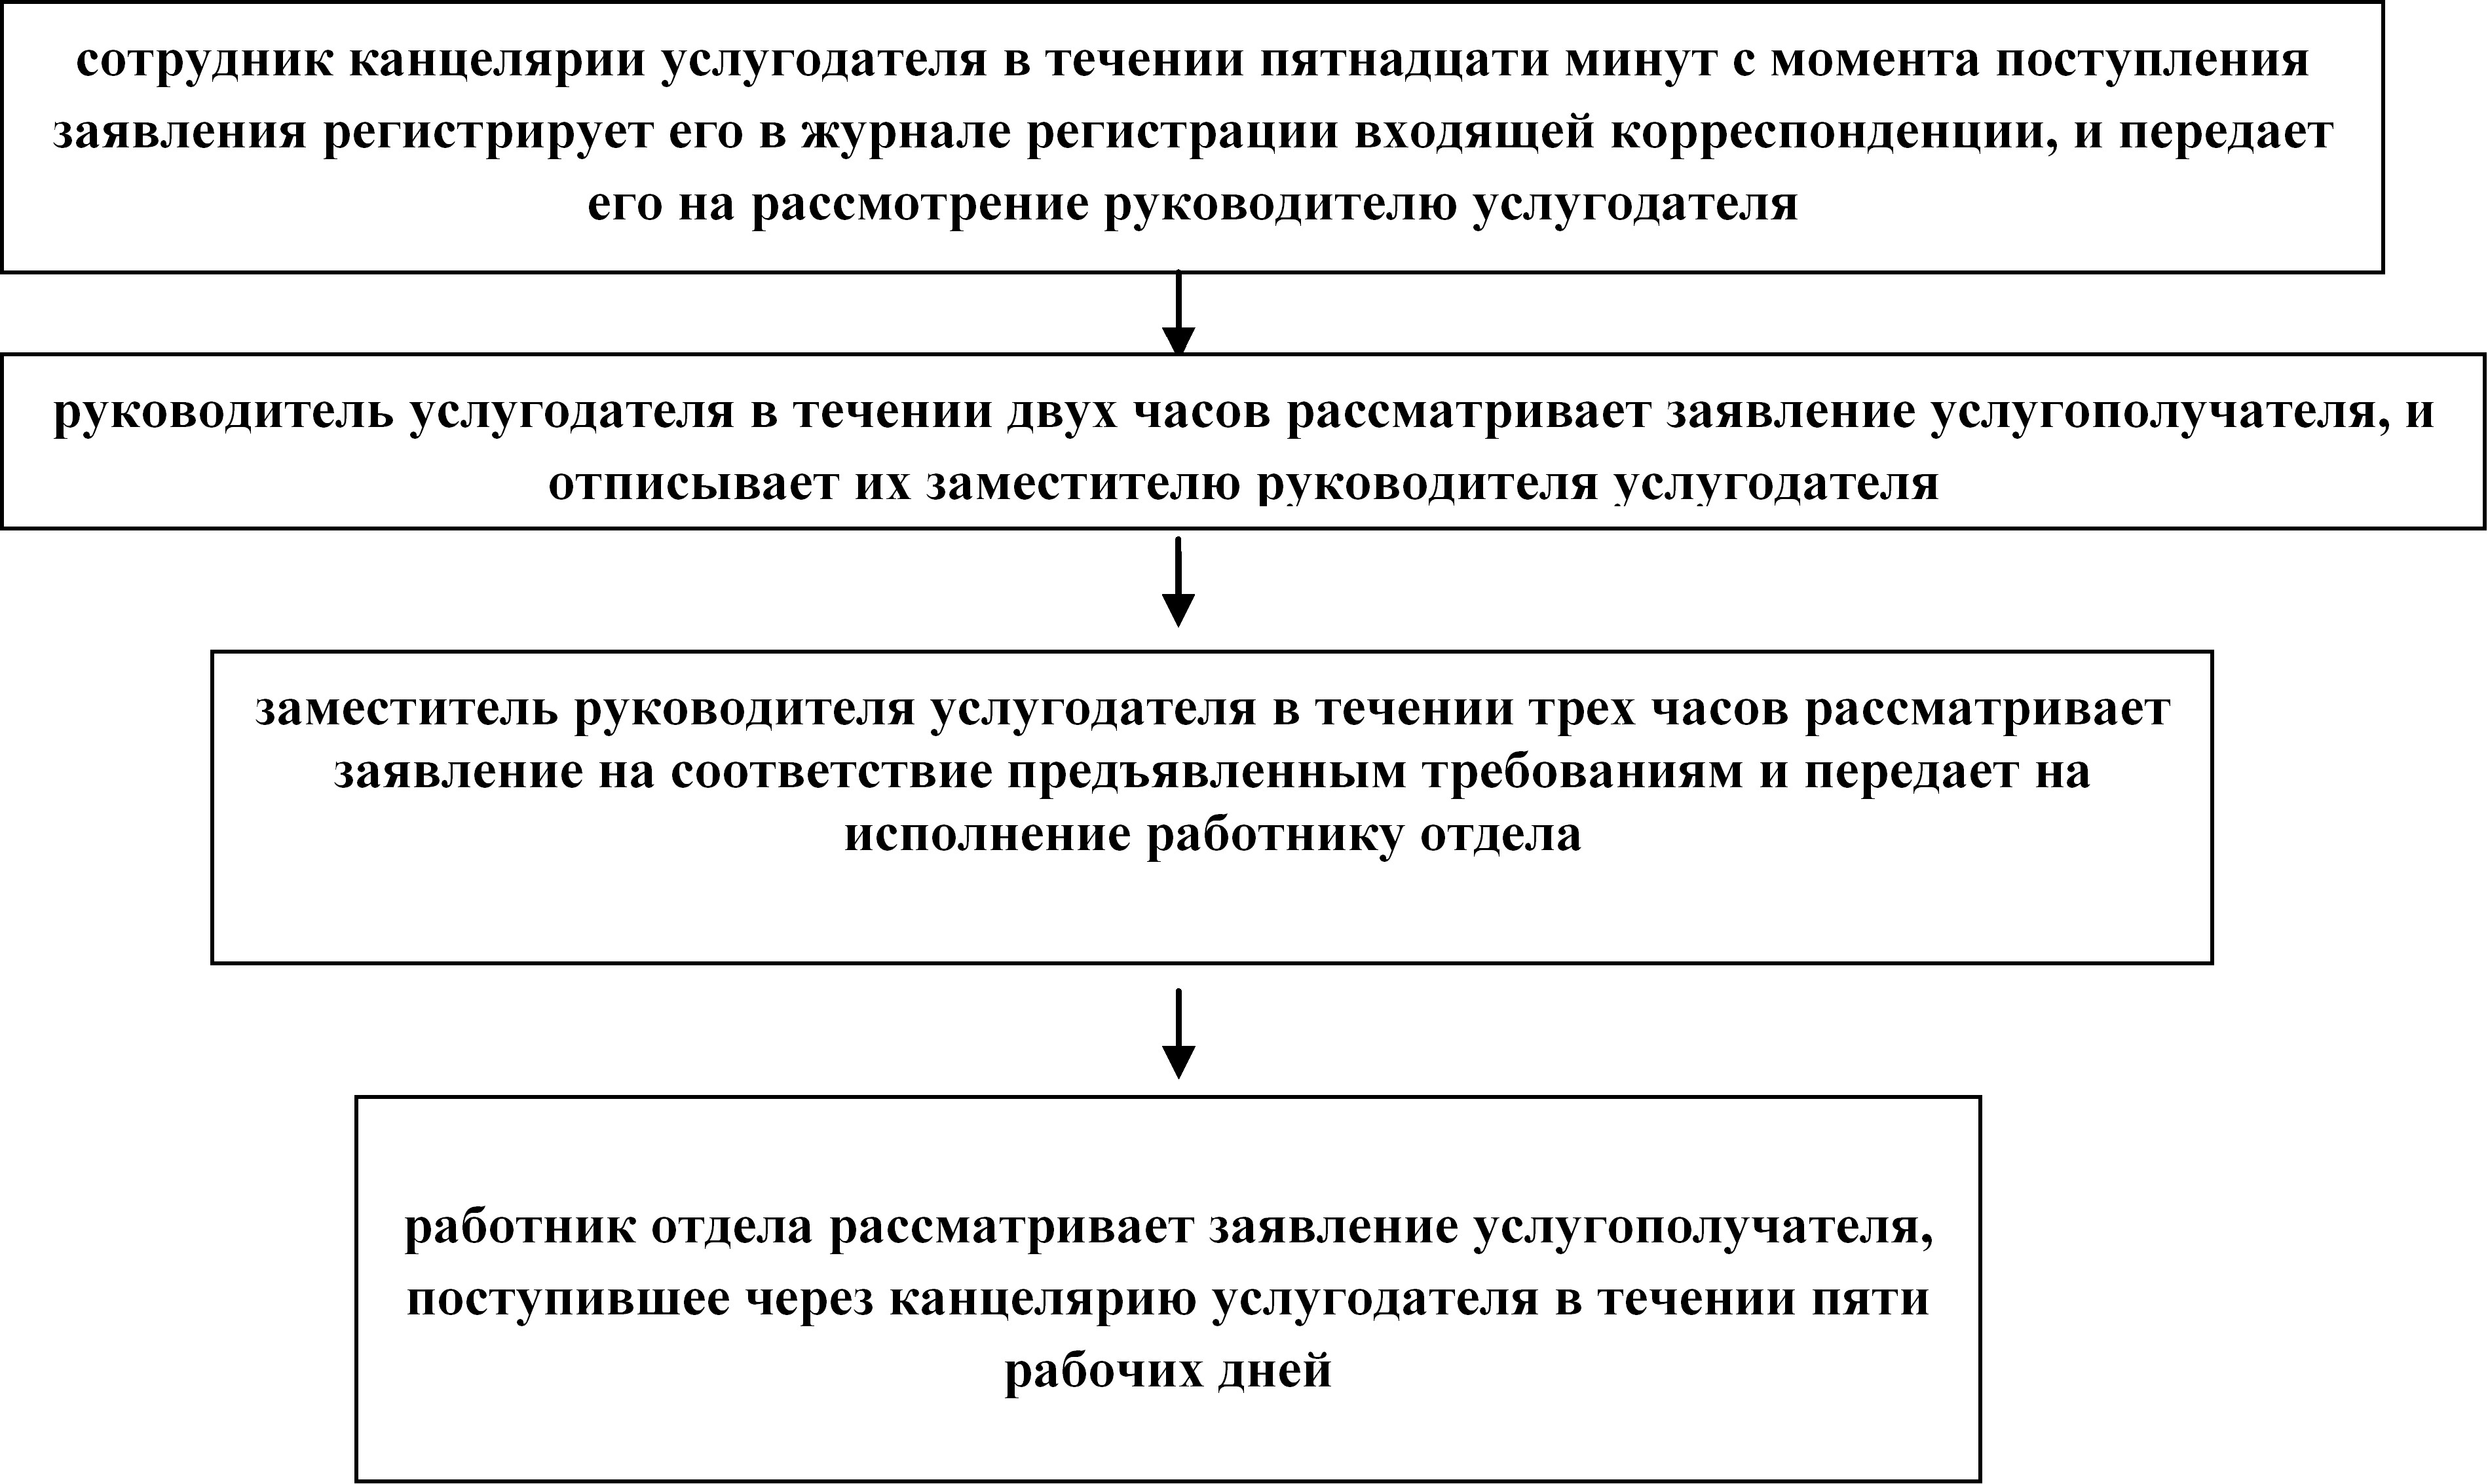 сотрудник канцелярии услугодателя в течении пятнадцати минут с момента поступления
заявления регистрирует его в журнале регистрации входящей корреспонденции, и передает
его на рассмотрение руководителю услугодателя
руководитель услугодателя в течении двух часов рассматривает заявление услугополучателя, и
отписывает их заместителю руководителя услугодателя
заместитель руководителя услугодателя в течении трех часов рассматривает
заявление на соответствие предъявленным требованиям и передает на
исполнение работнику отдела
работник отдела рассматривает заявление услугополучателя,
поступившее через канцелярию услугодателя в течении пяти
рабочих дней